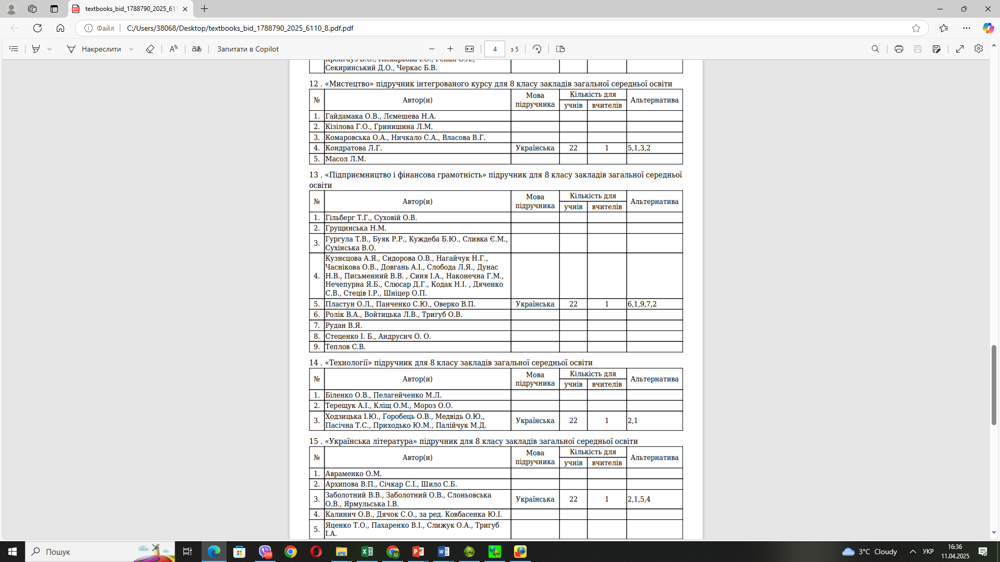 textbooks_bid_1788790_2025_611
Файл
C:/Users/38068/Desktop/textbooks_bid_1788790_2025_6110_8.pdf.pdf
Накреслити
Запитати в Copilot
4
з 5
Секиринський Д.О., Черкас Б.В.
12 . «Мистецтво» підручник інтегрованого курсу для 8 класу закладів загальної середньої освіти
№ Автор(и) Мова підручника Кількість для учнів вчителів Альтернатива
1. Гайдамака О.В., Лємешева Н.А.
2. Кізілова Г.О., Гринишина Л.М.
3. Комаровська О.А., Ничкало С.А., Власова В.Г.
4. Кондратова Л.Г. Українська 22 1 5,1,3,2
5. Масол Л.М.
13 . «Підприємництво і фінансова грамотність» підручник для 8 класу закладів загальної середньої
освіти
№ Автор(и) Мова підручника Кількість для учнів вчителів Альтернатива
1. Гільберг Т.Г., Суховій О.В.
2. Грущинська Н.М.
3. Гургула Т.В., Буяк Р.Р., Куждеба Б.Ю., Сливка Є.М.,
Сухінська В.О.
4. Кузнєцова А.Я., Сидорова О.В., Нагайчук Н.Г.,
Часнікова О.В., Довгань А.І., Слобода Л.Я., Дунас
Н.В., Письменний В.В. , Синя І.А., Наконечна Г.М.,
Нечепурна Я.Б., Слюсар Д.Г., Кодак Н.І. , Дяченко
С.В., Стеців І.Р., Шніцер О.П.
5. Пластун О.Л., Панченко С.Ю., Оверко В.П. Українська 22 1 6,1,9,7,2
6. Ролік В.А., Войтицька Л.В., Тригуб О.В.
7. Рудан В.Я.
8. Стеценко І. Б., Андрусич О. О.
9. Теплов С.В.
14 . «Технології» підручник для 8 класу закладів загальної середньої освіти
№ Автор(и) Мова підручника Кількість для учнів вчителів Альтернатива
1. Біленко О.В., Пелагейченко М.Л.
2. Терещук А.І., Кліщ О.М., Мороз О.О.
3. Ходзицька І.Ю., Горобець О.В., Медвідь О.Ю.,
Пасічна Т.С., Приходько Ю.М., Палійчук М.Д. Українська 22 1 2,1
15 . «Українська література» підручник для 8 класу закладів загальної середньої освіти
№ Автор(и) Мова підручника Кількість для учнів вчителів Альтернатива
1. Авраменко О.М.
2. Архипова В.П., Січкар С.І., Шило С.Б.
3. Заболотний В.В., Заболотний О.В., Слоньовська
О.В., Ярмульська І.В. Українська 22 1 2,1,5,4
4. Калинич О.В., Дячок С.О., за ред. Ковбасенка Ю.І.
5. Яценко Т.О., Пахаренко В.І., Слижук О.А., Тригуб
І.А.
Пошук
269
3°C Cloudy
УКР
16:36
11.04.2025